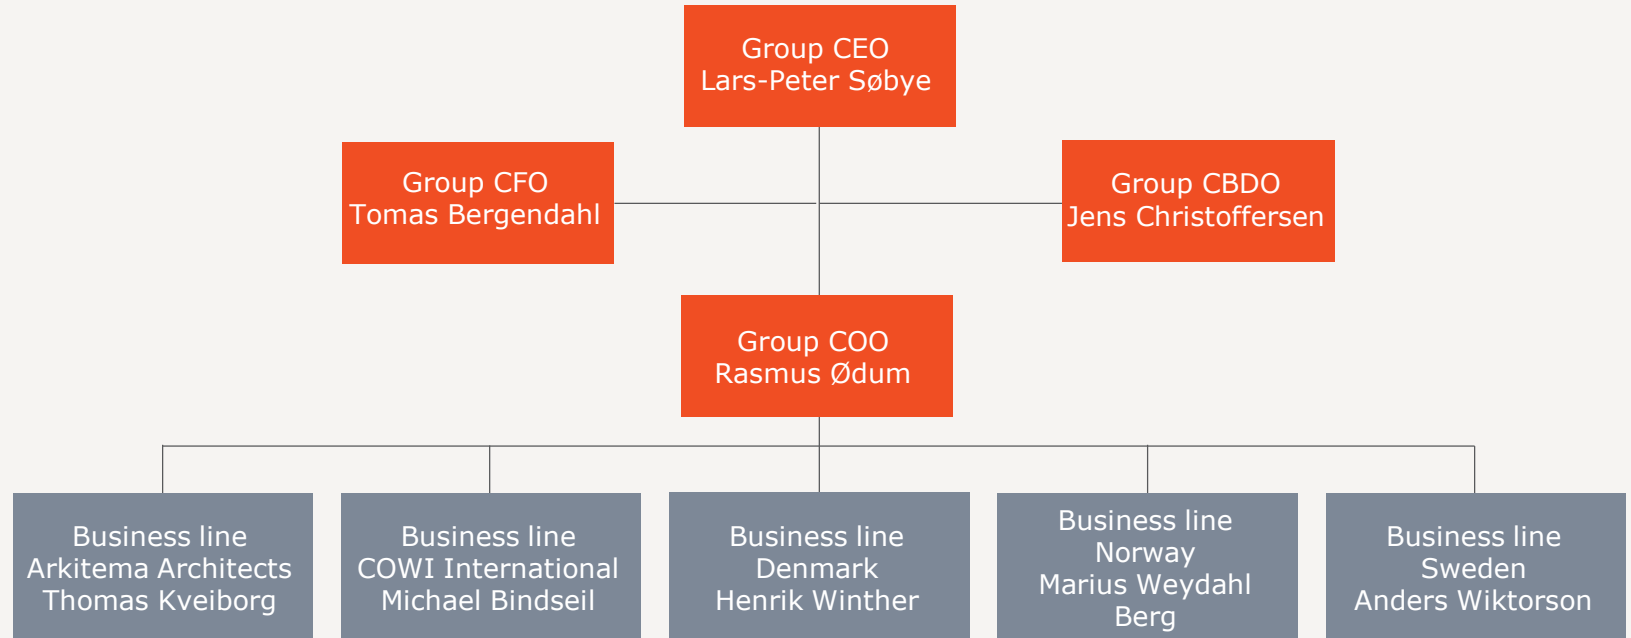 Group CEO
Lars-Peter Søbye
Group CFO
Tomas Bergendahl
Group CBDO
Jens Christoffersen
Group COO
Rasmus Ødum
Business line
Arkitema Architects
Thomas Kveiborg
Business line
COWI International
Michael Bindseil
Business line
Denmark
Henrik Winther
Business line
Norway
Marius Weydahl
Berg
Business line
Sweden
Anders Wiktorson